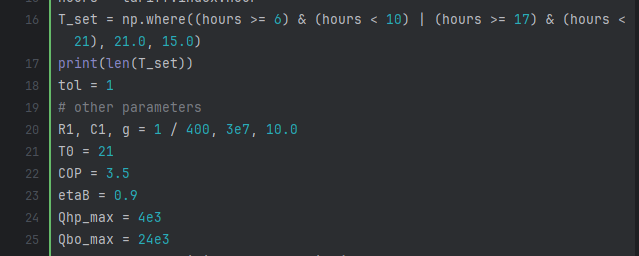 16 T_set = np.where((hours >= 6) & (hours < 10) | (hours >= 17) & (hours <
21), 21.0, 15.0)
17 print(len(T_set))
18 tol = 1
19 # other parameters
20 R1, C1, g = 1 / 400, 3e7, 10.0
21 T0 = 21
22 COP = 3.5
23 etaB = 0.9
24 Qhp_max = 4e3
25 Qbo_max = 24e3